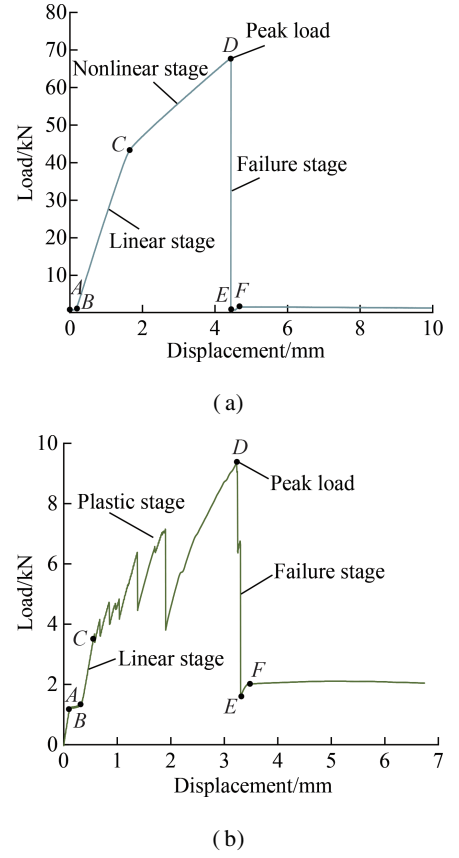 80
D
Peak load
70
Nonlinear stage
60
50
C
40
Failure stage
30
Linear stage
20
10
A
B
E
F
0
2
4
6
8
10
Load/kN
Displacement/mm
(a)
10
D
Peak load
8
Plastic stage
6
Failure stage
4
C
Linear stage
2
A
B
E
F
0
0
1
2
3
4
5
6
7
Load/kN
Displacement/mm
(b)